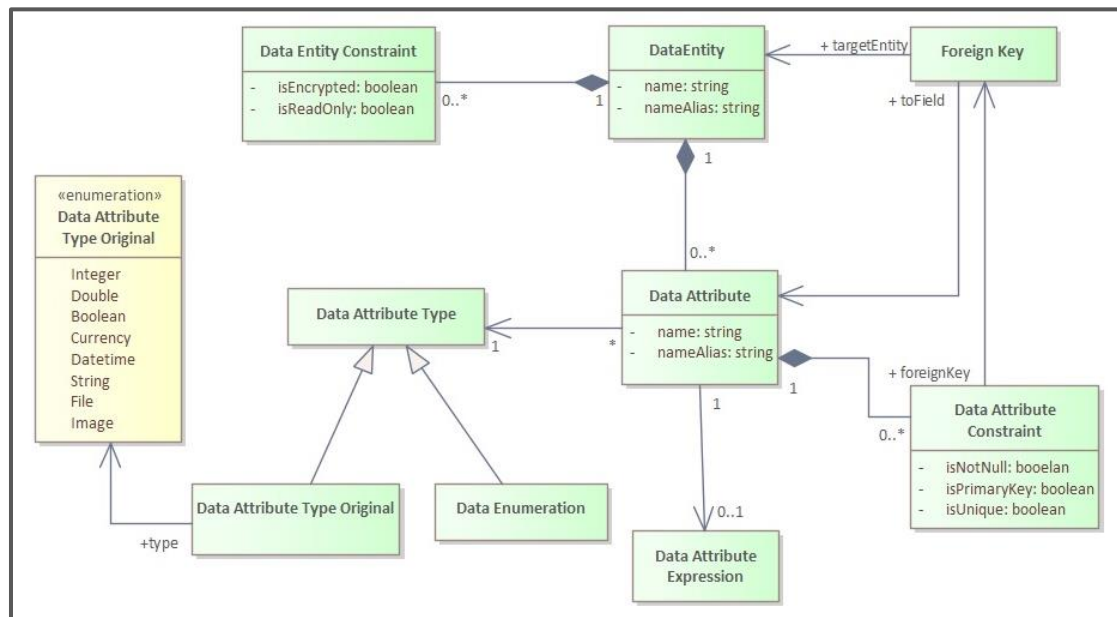 Data Entity Constraint
- isEncrypted: boolean
- isReadOnly: boolean
0..*
1
DataEntity
- name: string
- nameAlias: string
1
+ targetEntity
Foreign Key
+ toField
«enumeration»
Data Attribute
Type Original
Integer
Double
Boolean
Currency
Datetime
String
File
Image
0..*
Data Attribute Type
1
*
Data Attribute
- name: string
- nameAlias: string
1
1
+ foreignKey
0..*
Data Attribute
Constraint
- isNotNull: booelan
- isPrimaryKey: boolean
- isUnique: boolean
+type
Data Attribute Type Original
Data Enumeration
0..1
Data Attribute
Expression